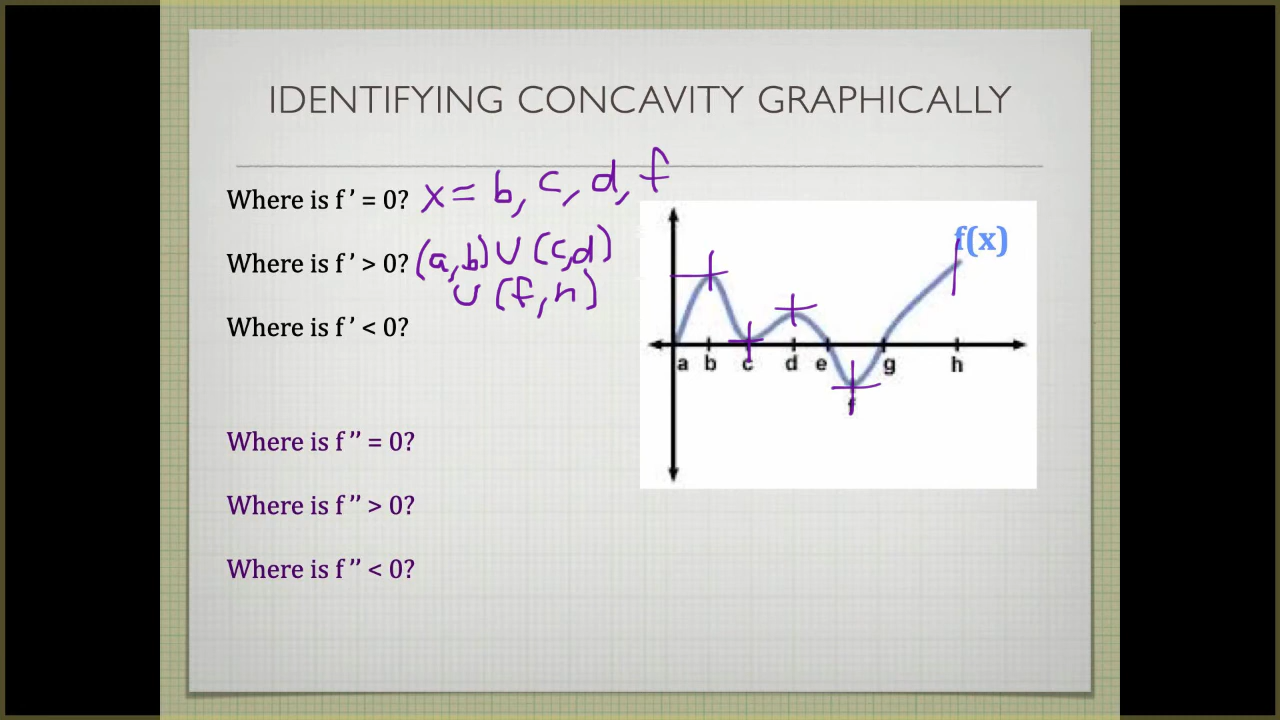 IDENTIFYING CONCAVITY GRAPHICALLY
Where is f ’ = 0? x = b, c, d, f
Where is f ’ > 0? (a,b) ∪ (c,d)
∪ (f,h)
Where is f ’ < 0?
Where is f ’’ = 0?
Where is f ’’ > 0?
Where is f ’’ < 0?
f(x)
a b c d e g h
f